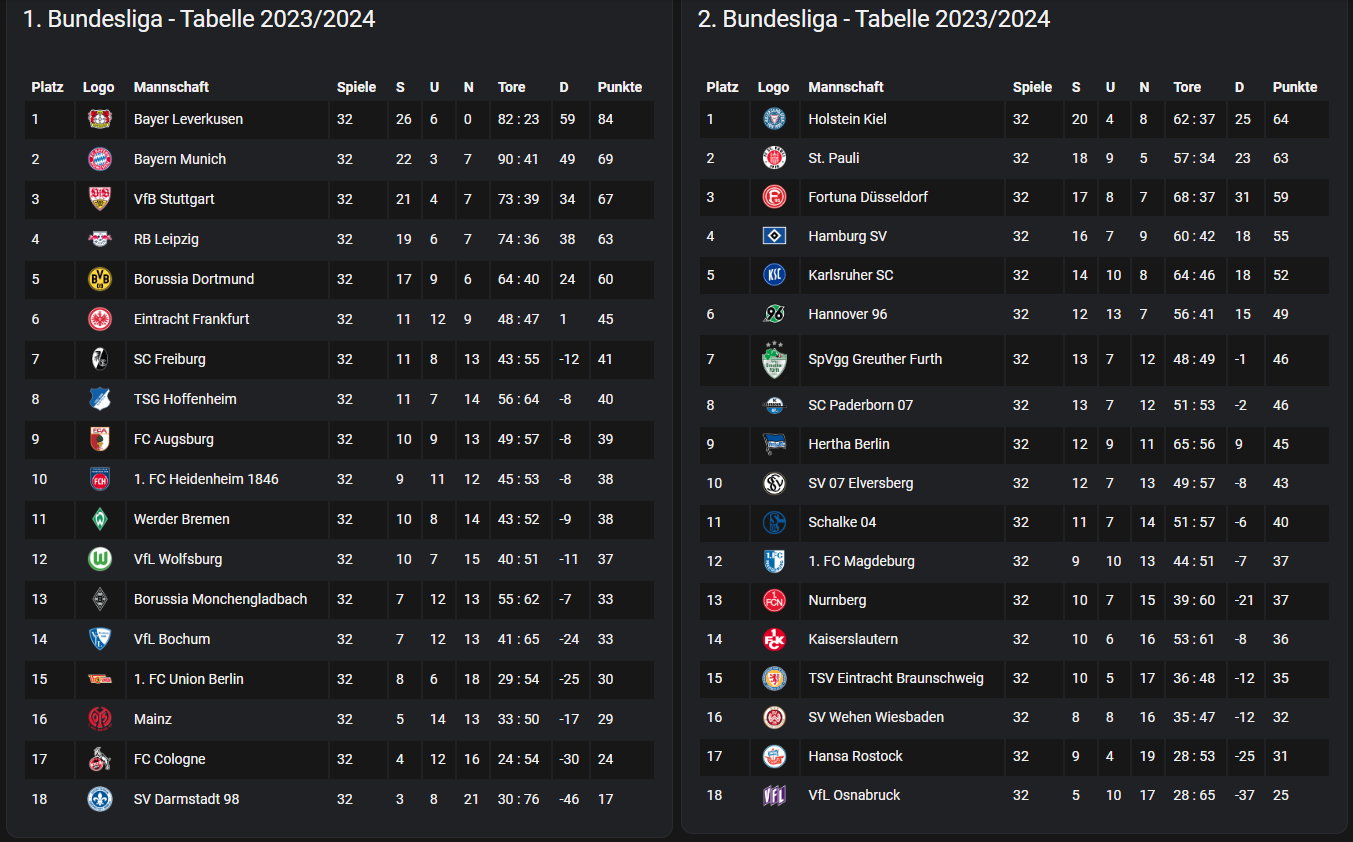 1. Bundesliga - Tabelle 2023/2024
Platz Logo Mannschaft Spiele S U N Tore D Punkte
1 Bayer Leverkusen 32 26 6 0 82 : 23 59 84
2 Bayern Munich 32 22 3 7 90 : 41 49 69
3 VfB Stuttgart 32 21 4 7 73 : 39 34 67
4 RB Leipzig 32 19 6 7 74 : 36 38 63
5 Borussia Dortmund 32 17 9 6 64 : 40 24 60
6 Eintracht Frankfurt 32 11 12 9 48 : 47 1 45
7 SC Freiburg 32 11 8 13 43 : 55 -12 41
8 TSG Hoffenheim 32 11 7 14 56 : 64 -8 40
9 FC Augsburg 32 10 9 13 49 : 57 -8 39
10 1. FC Heidenheim 1846 32 9 11 12 45 : 53 -8 38
11 Werder Bremen 32 10 8 14 43 : 52 -9 38
12 VfL Wolfsburg 32 10 7 15 40 : 51 -11 37
13 Borussia Monchengladbach 32 7 12 13 55 : 62 -7 33
14 VfL Bochum 32 7 12 13 41 : 65 -24 33
15 1. FC Union Berlin 32 8 6 18 29 : 54 -25 30
16 Mainz 32 5 14 13 33 : 50 -17 29
17 FC Cologne 32 4 12 16 24 : 54 -30 24
18 SV Darmstadt 98 32 3 8 21 30 : 76 -46 17
2. Bundesliga - Tabelle 2023/2024
Platz Logo Mannschaft Spiele S U N Tore D Punkte
1 Holstein Kiel 32 20 4 8 62 : 37 25 64
2 St. Pauli 32 18 9 5 57 : 34 23 63
3 Fortuna Düsseldorf 32 17 8 7 68 : 37 31 59
4 Hamburg SV 32 16 7 9 60 : 42 18 55
5 Karlsruher SC 32 14 10 8 64 : 46 18 52
6 Hannover 96 32 12 13 7 56 : 41 15 49
7 SpVgg Greuther Furth 32 13 7 12 48 : 49 -1 46
8 SC Paderborn 07 32 13 7 12 51 : 53 -2 46
9 Hertha Berlin 32 12 9 11 65 : 56 9 45
10 SV 07 Elversberg 32 12 7 13 49 : 57 -8 43
11 Schalke 04 32 11 7 14 51 : 57 -6 40
12 1. FC Magdeburg 32 9 10 13 44 : 51 -7 37
13 Nurnberg 32 10 7 15 39 : 60 -21 37
14 Kaiserslautern 32 10 6 16 53 : 61 -8 36
15 TSV Eintracht Braunschweig 32 10 5 17 36 : 48 -12 35
16 SV Wehen Wiesbaden 32 8 8 16 35 : 47 -12 32
17 Hansa Rostock 32 9 4 19 28 : 53 -25 31
18 VfL Osnabruck 32 5 10 17 28 : 65 -37 25